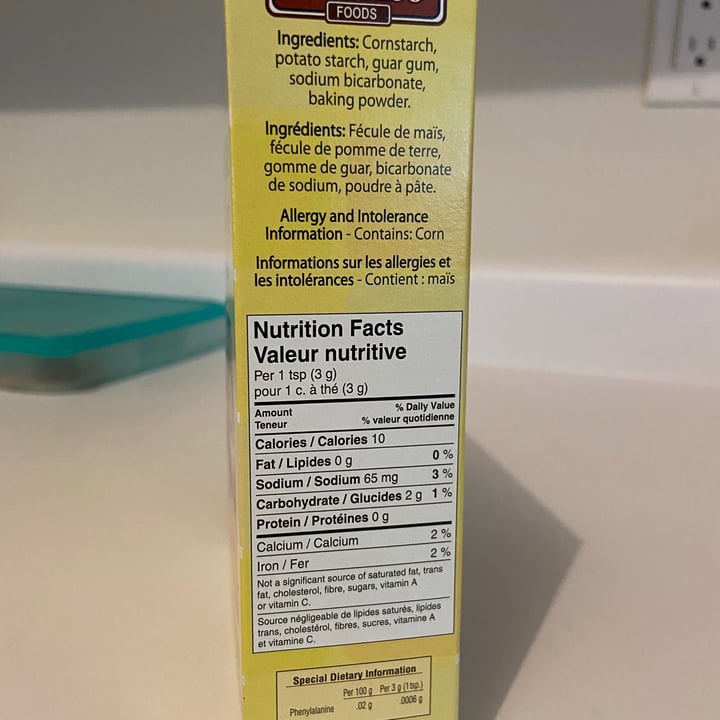 FOODS
Ingredients: Cornstarch,
potato starch, guar gum,
sodium bicarbonate,
baking powder.
Ingrédients: Fécule de maïs,
fécule de pomme de terre,
gomme de guar, bicarbonate
de sodium, poudre à pâte.
Allergy and Intolerance
Information - Contains: Corn
Informations sur les allergies et
les intolérances - Contient : maïs
Nutrition Facts
Valeur nutritive
Per 1 tsp (3 g)
pour 1 c. à thé (3 g)
Amount % Daily Value
Teneur % valeur quotidienne
Calories / Calories 10
Fat / Lipides 0 g 0 %
Sodium / Sodium 65 mg 3 %
Carbohydrate / Glucides 2 g 1 %
Protein / Protéines 0 g
Calcium / Calcium 2 %
Iron / Fer 2 %
Not a significant source of saturated fat, trans
fat, cholesterol, fibre, sugars, vitamin A
or vitamin C.
Source négligeable de lipides saturés, lipides
trans, cholestérol, fibres, sucres, vitamine A
et vitamine C.
Special Dietary Information
Per 100 g Per 3 g (1 tsp.)
Phenylalanine .02 g .0006 g